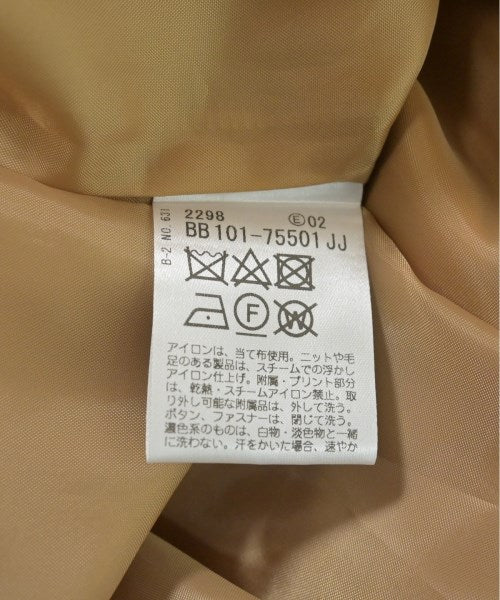 2298 Ⓔ02
BB101-75501JJ
B-2 NO.631
F
W
アイロンは、当て布使用。ニットや毛
足のある製品は、スチームでの浮かし
アイロン仕上げ。附属・プリント部分
は、乾熱・スチームアイロン禁止。取
り外し可能な附属品は、外して洗う。
ボタン、ファスナーは、閉じて洗う。
濃色系のものは、白物・淡色物と一緒
に洗わない。汗をかいた場合、速やか